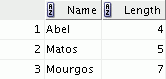 Name Length
1 Abel 4
2 Matos 5
3 Mourgos 7